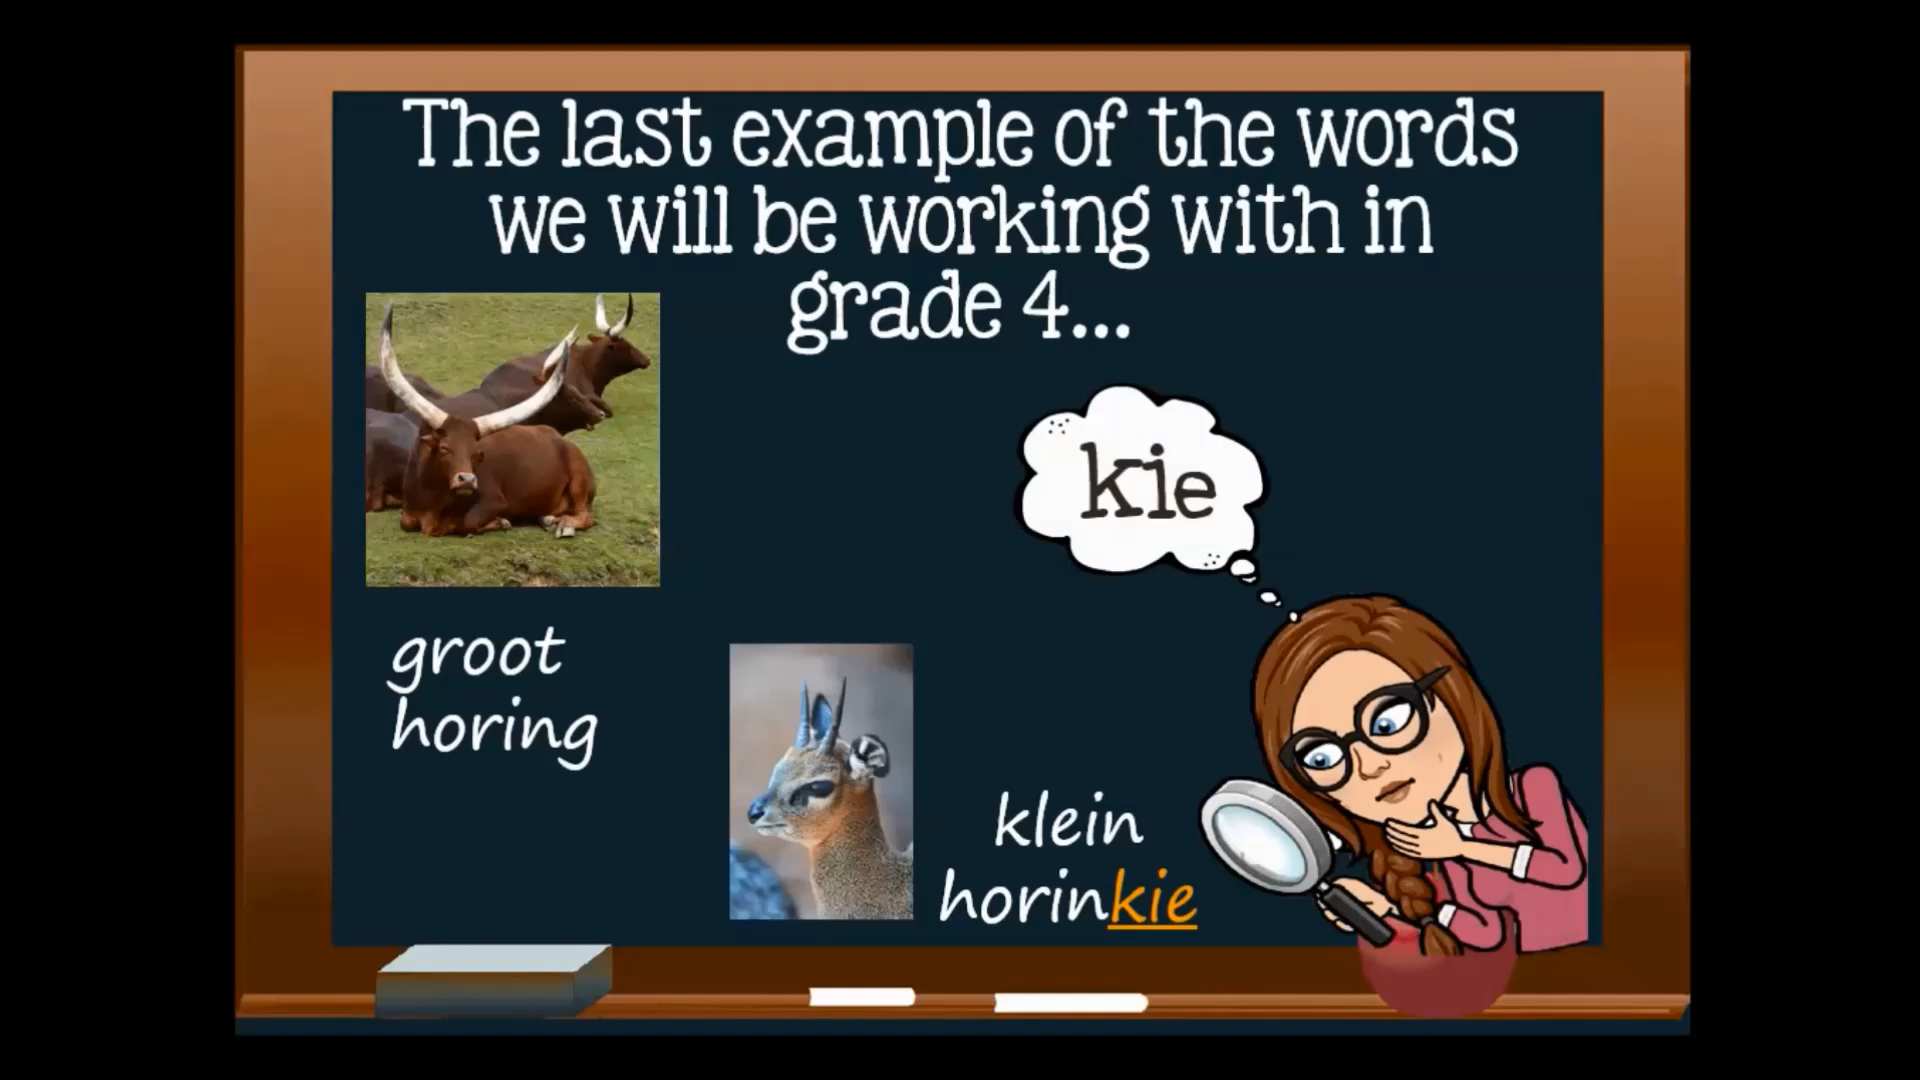 The last example of the words
we will be working with in
grade 4...
kie
groot
horing
klein
horinkie